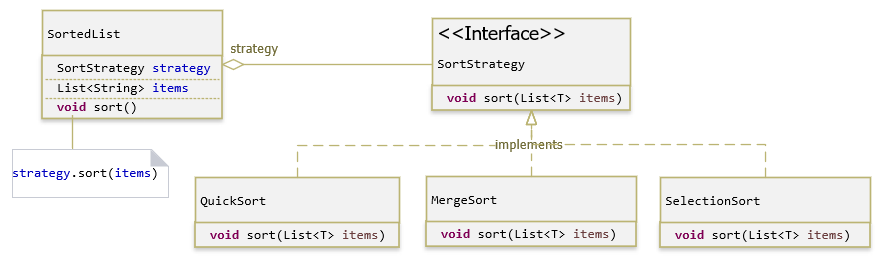 SortedList
SortStrategy strategy
List<String> items
void sort()
strategy.sort(items)
strategy
<<Interface>>
SortStrategy
void sort(List<T> items)
implements
QuickSort
void sort(List<T> items)
MergeSort
void sort(List<T> items)
SelectionSort
void sort(List<T> items)